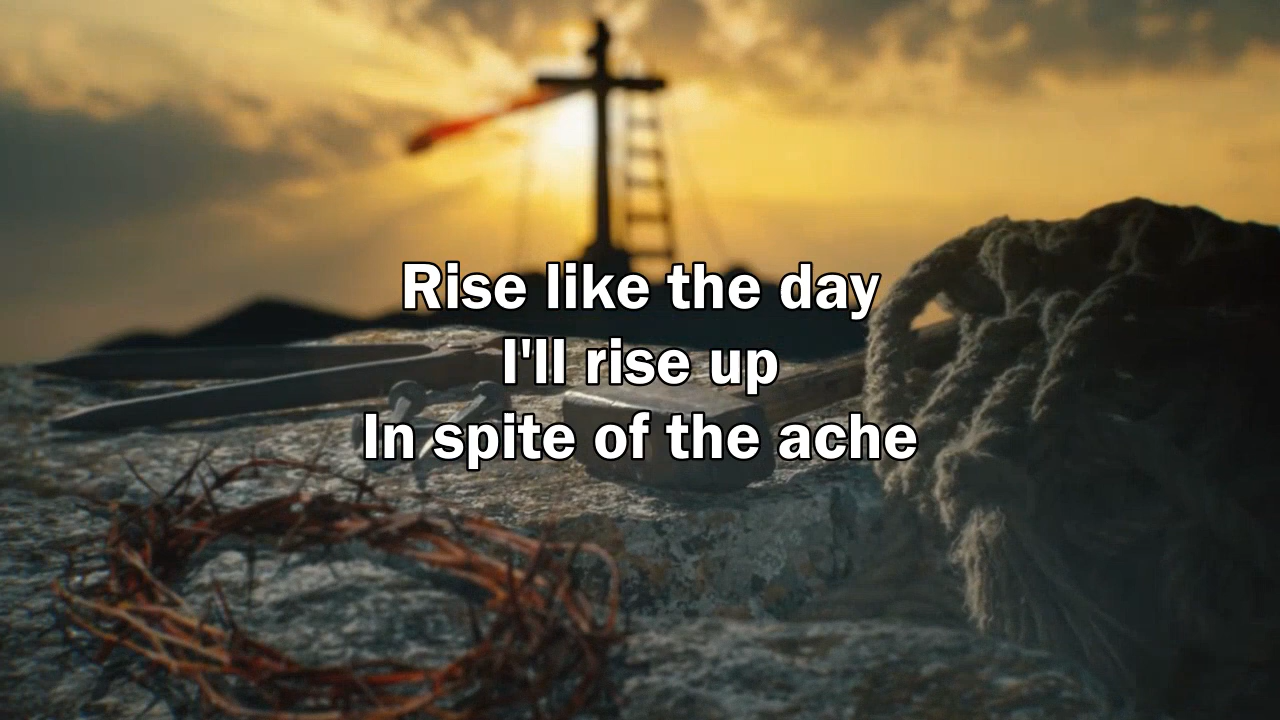 Rise like the day
I'll rise up
In spite of the ache